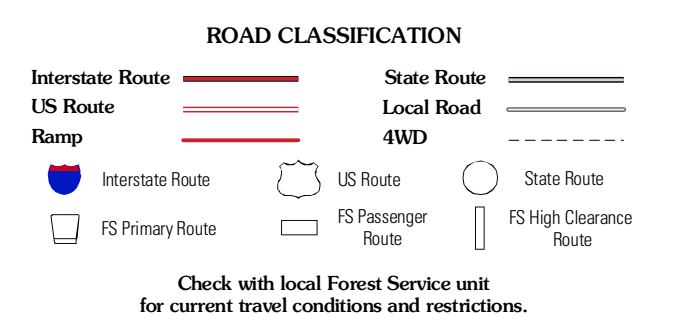 ROAD CLASSIFICATION
Interstate Route
State Route
US Route
Local Road
Ramp
4WD
Interstate Route
US Route
State Route
FS Primary Route
FS Passenger
Route
FS High Clearance
Route
Check with local Forest Service unit
for current travel conditions and restrictions.